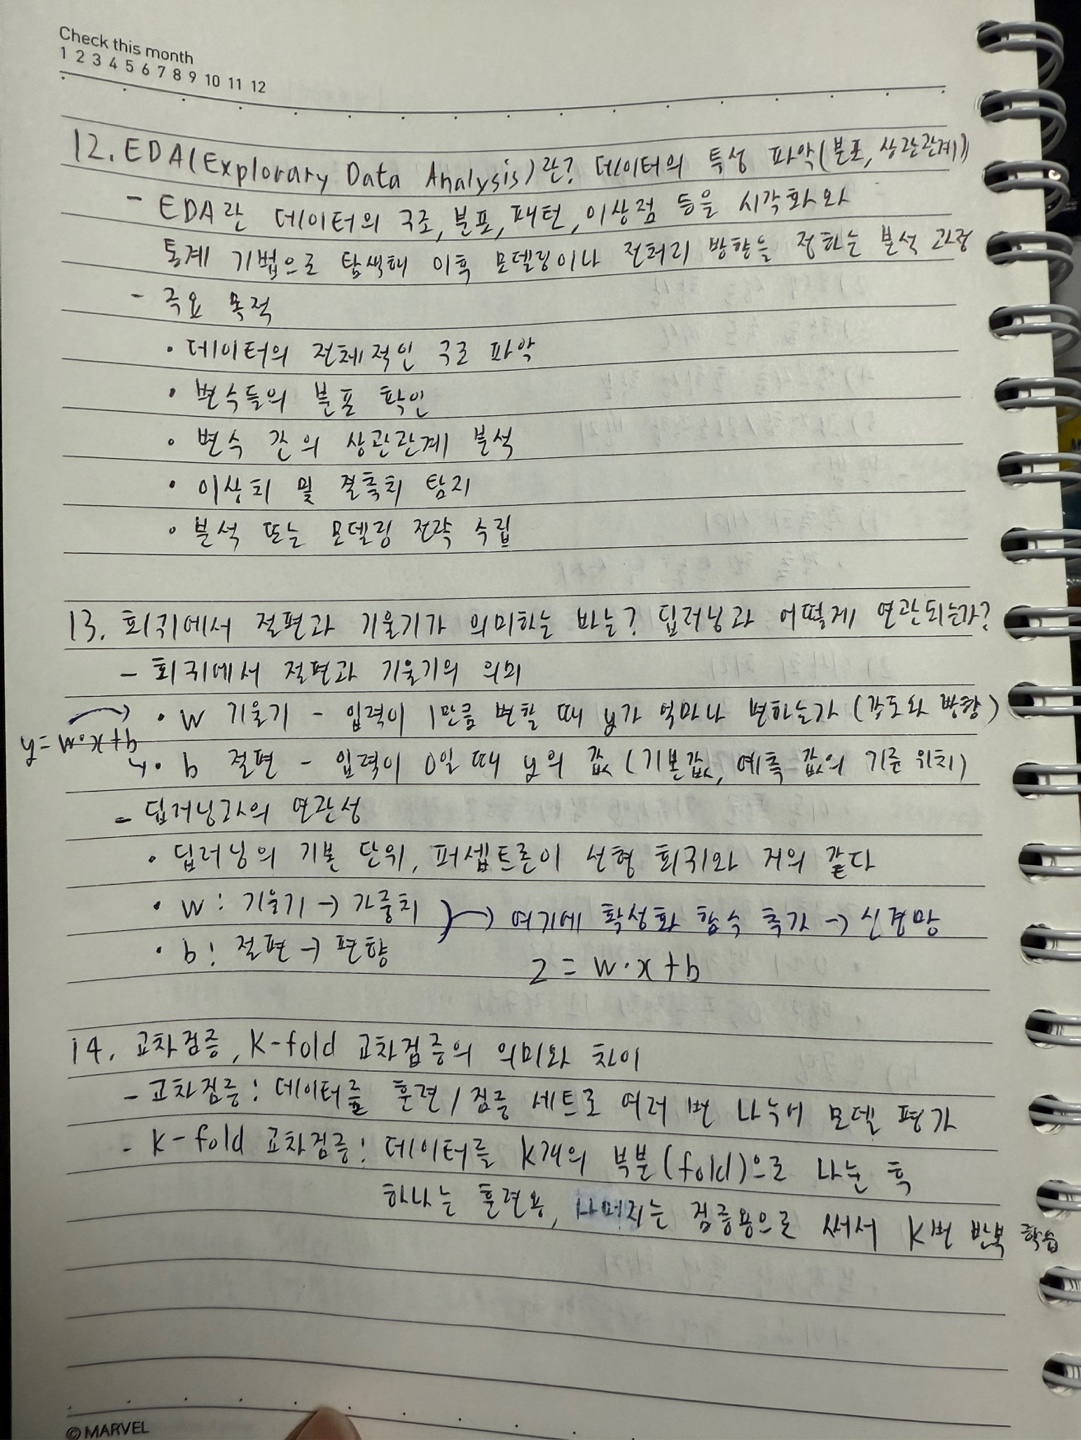 Check this month
1 2 3 4 5 6 7 8 9 10 11 12
12. EDA(Explorary Data Analysis)란? 데이터의 특성 파악(분포, 상관관계))
- EDA란 데이터의 구조, 분포, 패턴, 이상점 등을 시각화와
통계 기법으로 탐색해 이후 모델링이나 전처리 방향을 정하는 분석 과정
- 주요 목적
• 데이터의 전체적인 구조 파악
• 변수들의 분포 확인
• 변수 간의 상관관계 분석
• 이상치 및 결측치 탐지
• 분석 또는 모델링 전략 수립
13. 회귀에서 절편과 기울기가 의미하는 바는? 딥러닝과 어떻게 연관되는가?
- 회귀에서 절편과 기울기의 의미
• w 기울기 - 입력이 1만큼 변할 때 y가 얼마나 변하는가 (강도와 방향)
y = w·x+b
• b 절편 - 입력이 0일 때 y의 값 (기본값, 예측 값의 기준 위치)
- 딥러닝과의 연관성
• 딥러닝의 기본 단위, 퍼셉트론이 선형 회귀와 거의 같다
• w : 기울기 → 가중치 → 여기에 활성화 함수 추가 → 신경망
• b : 절편 → 편향
z = w·x+b
14. 교차검증, K-fold 교차검증의 의미와 차이
- 교차검증 : 데이터를 훈련/검증 세트로 여러 번 나누어 모델 평가
- K-fold 교차검증 : 데이터를 K개의 부분(fold)으로 나눈 후
하나는 훈련용, 나머지는 검증용으로 써서 K번 반복 학습
© MARVEL